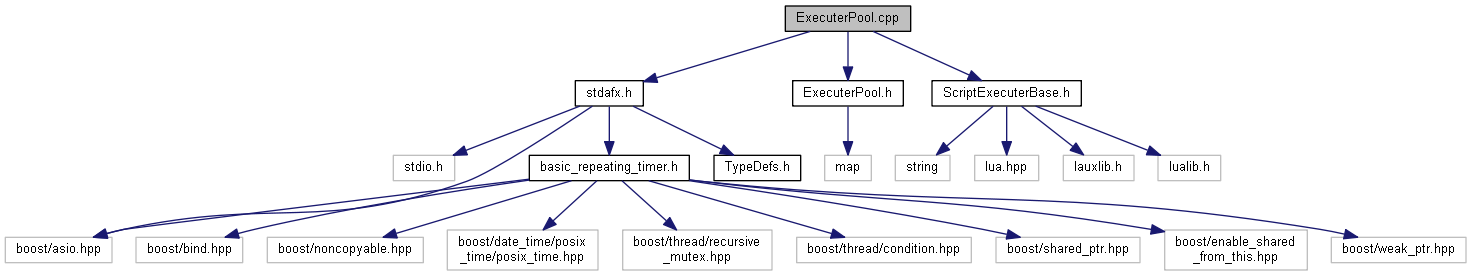 ExecuterPool.cpp
stdafx.h
ExecuterPool.h
ScriptExecuterBase.h
stdio.h
basic_repeating_timer.h
TypeDefs.h
map
string
lua.hpp
lauxlib.h
lualib.h
boost/asio.hpp
boost/bind.hpp
boost/noncopyable.hpp
boost/date_time/posix
_time/posix_time.hpp
boost/thread/recursive
_mutex.hpp
boost/thread/condition.hpp
boost/shared_ptr.hpp
boost/enable_shared
_from_this.hpp
boost/weak_ptr.hpp